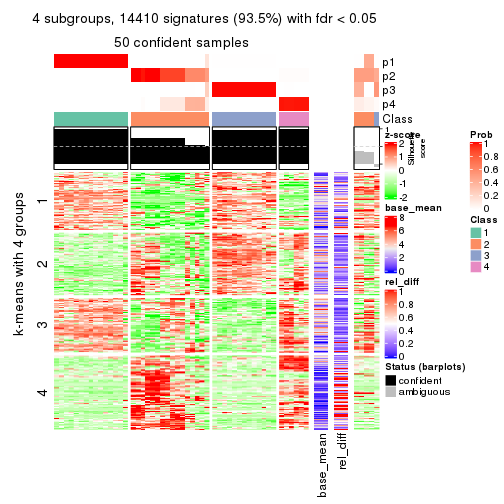 4 subgroups, 14410 signatures (93.5%) with fdr < 0.05
50 confident samples
p1
p2
p3
p4
Class
1
Silhouette
score
k-means with 4 groups
1
2
3
4
base_mean
rel_diff
z-score
2
1
0
-1
-2
base_mean
8
6
4
2
0
rel_diff
1
0.8
0.6
0.4
0.2
0
Status (barplots)
confident
ambiguous
Prob
1
0.8
0.6
0.4
0.2
0
Class
1
2
3
4